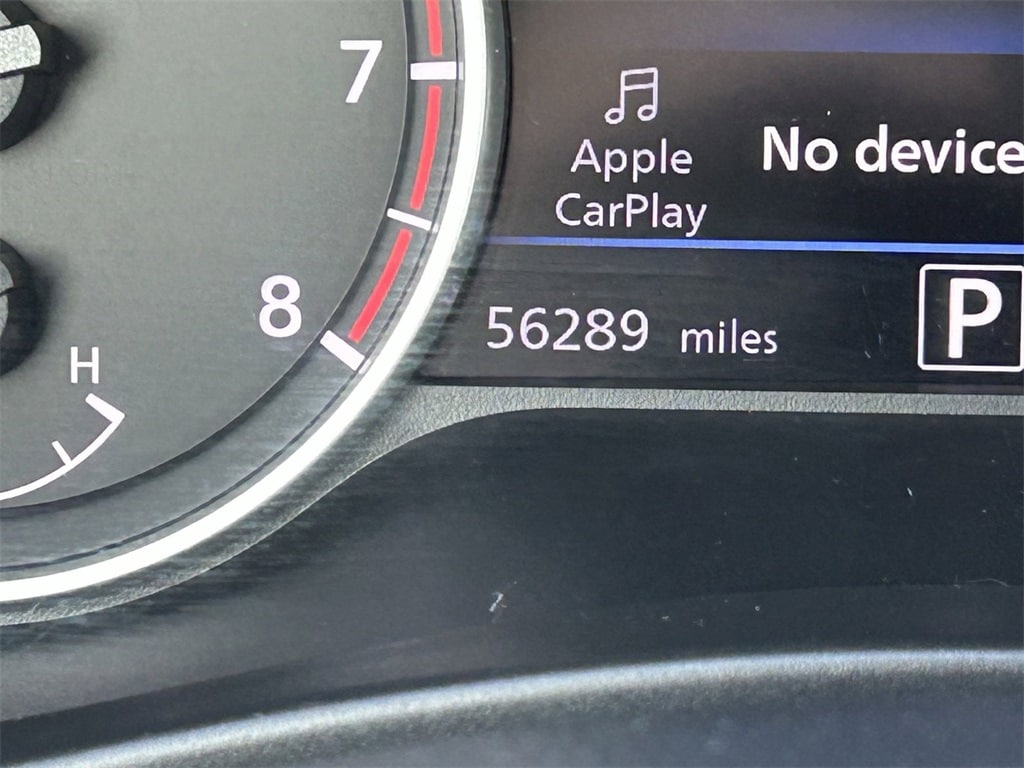 7
Apple
CarPlay
No device
8
56289 miles
P
H